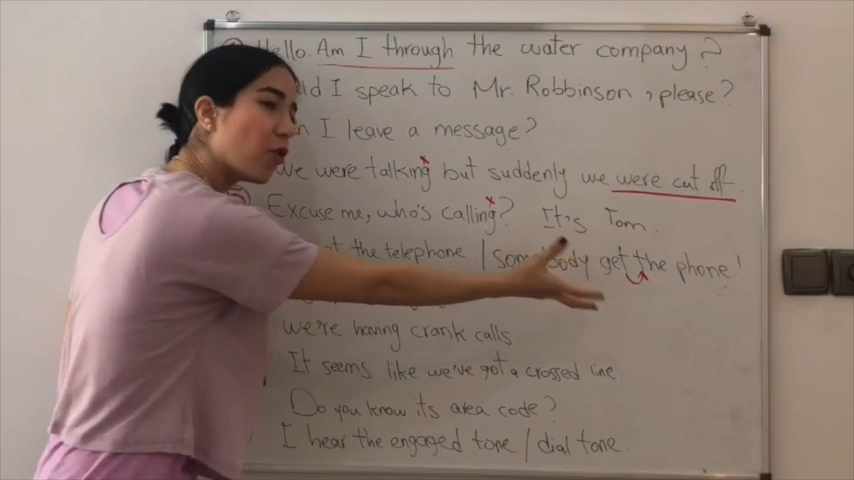 Hello. Am I through the water company?
I speak to Mr. Robbinson, please?
I leave a message?
We were talking but suddenly we were cut off.
Excuse me, who's calling? It's Tom.
the telephone / somebody get the phone!
we're having crank calls.
It seems like we've got a crossed line.
Do you know its area code?
I hear the engaged tone / dial tone.